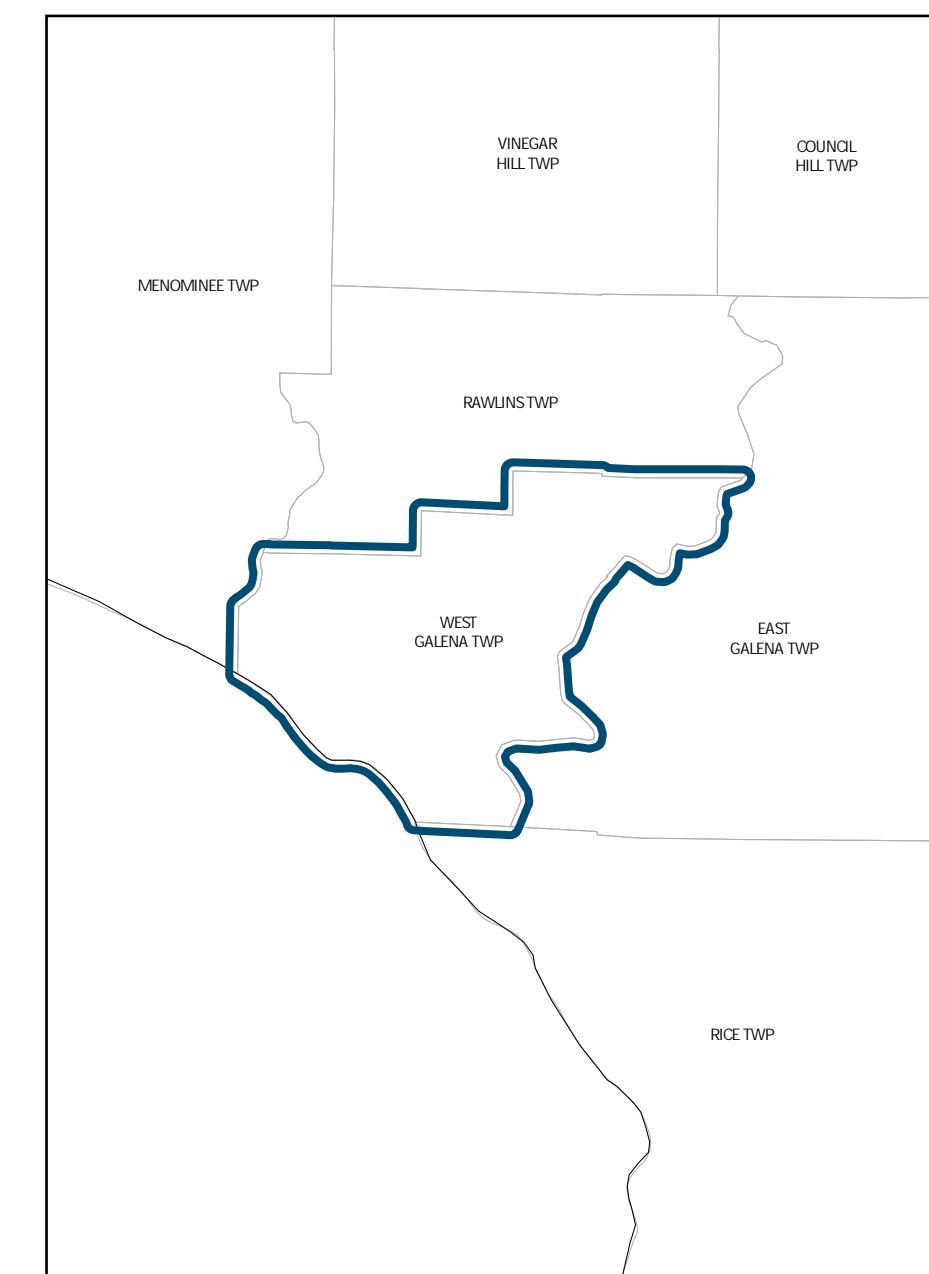 VINEGAR
HILL TWP
COUNCIL
HILL TWP
MENOMINEE TWP
RAWLINS TWP
WEST
GALENA TWP
EAST
GALENA TWP
RICE TWP